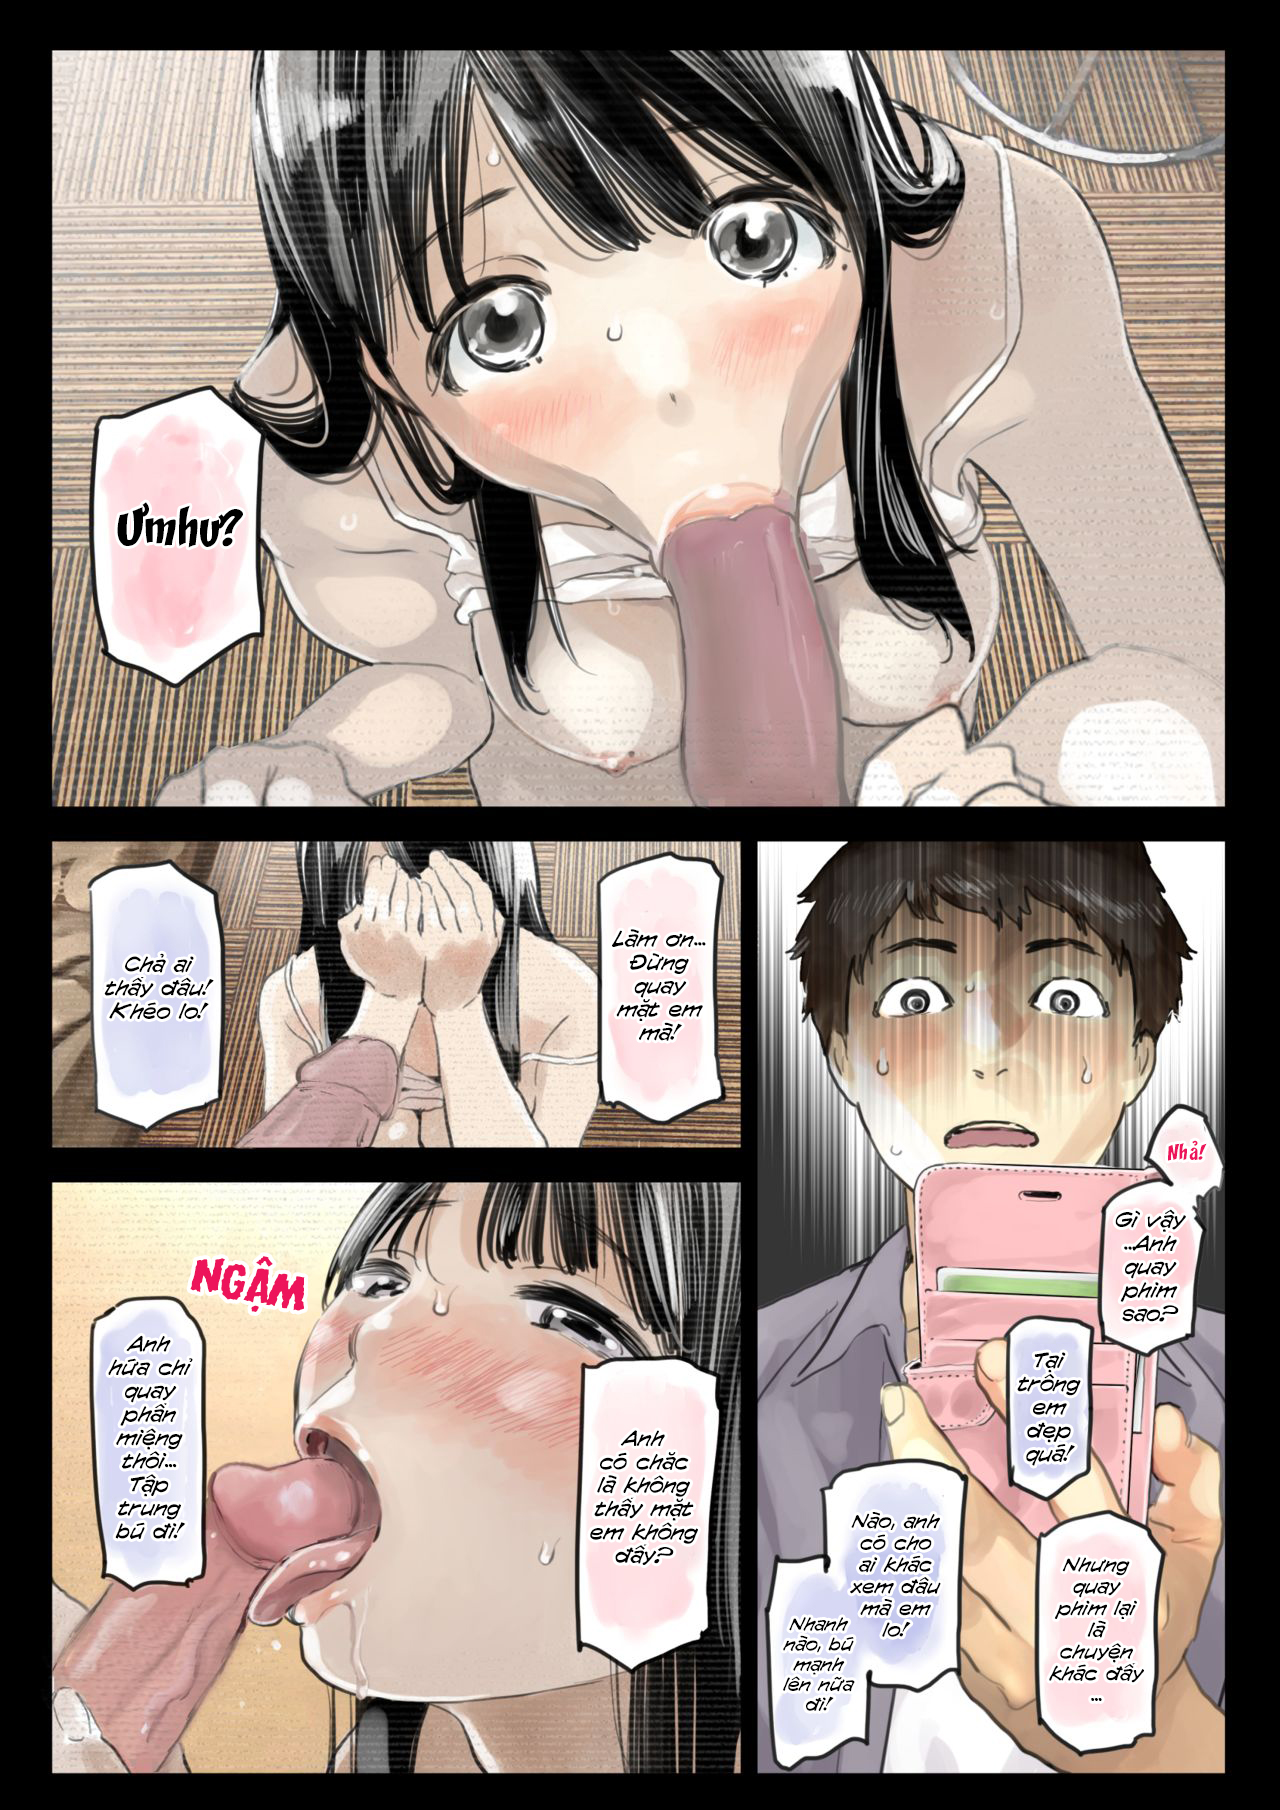 Ưmhư?
Nhả!
Gì vậy
...Anh
quay
phim
sao?
Tại
trông
em
đẹp
quá!
Nhưng
quay
phim lại
là
chuyện
khác đấy
...
Nào, anh
có cho
ai khác
xem đâu
mà em
lo!
Nhanh
nào, bú
mạnh
lên nữa
đi!
Làm ơn...
Đừng
quay
mặt em
mà!
Chả ai
thấy đâu!
Khéo lo!
Anh
có chắc
là không
thấy mặt
em không
đấy?
NGẬM
Anh
hứa chỉ
quay
phần
miệng
thôi...
Tập
trung
bú đi!